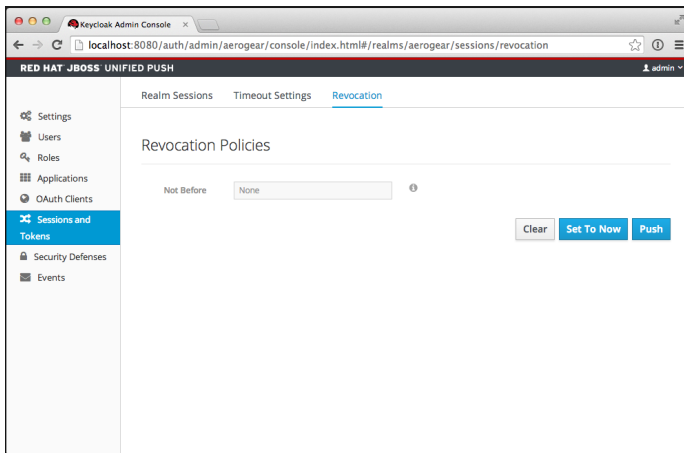 Keycloak Admin Console
localhost:8080/auth/admin/aerogear/console/index.html#/realms/aerogear/sessions/revocation
RED HAT JBOSS UNIFIED PUSH
admin
Realm Sessions Timeout Settings Revocation
Settings
Users
Roles
Applications
OAuth Clients
Sessions and
Tokens
Security Defenses
Events
Revocation Policies
Not Before None
Clear Set To Now Push